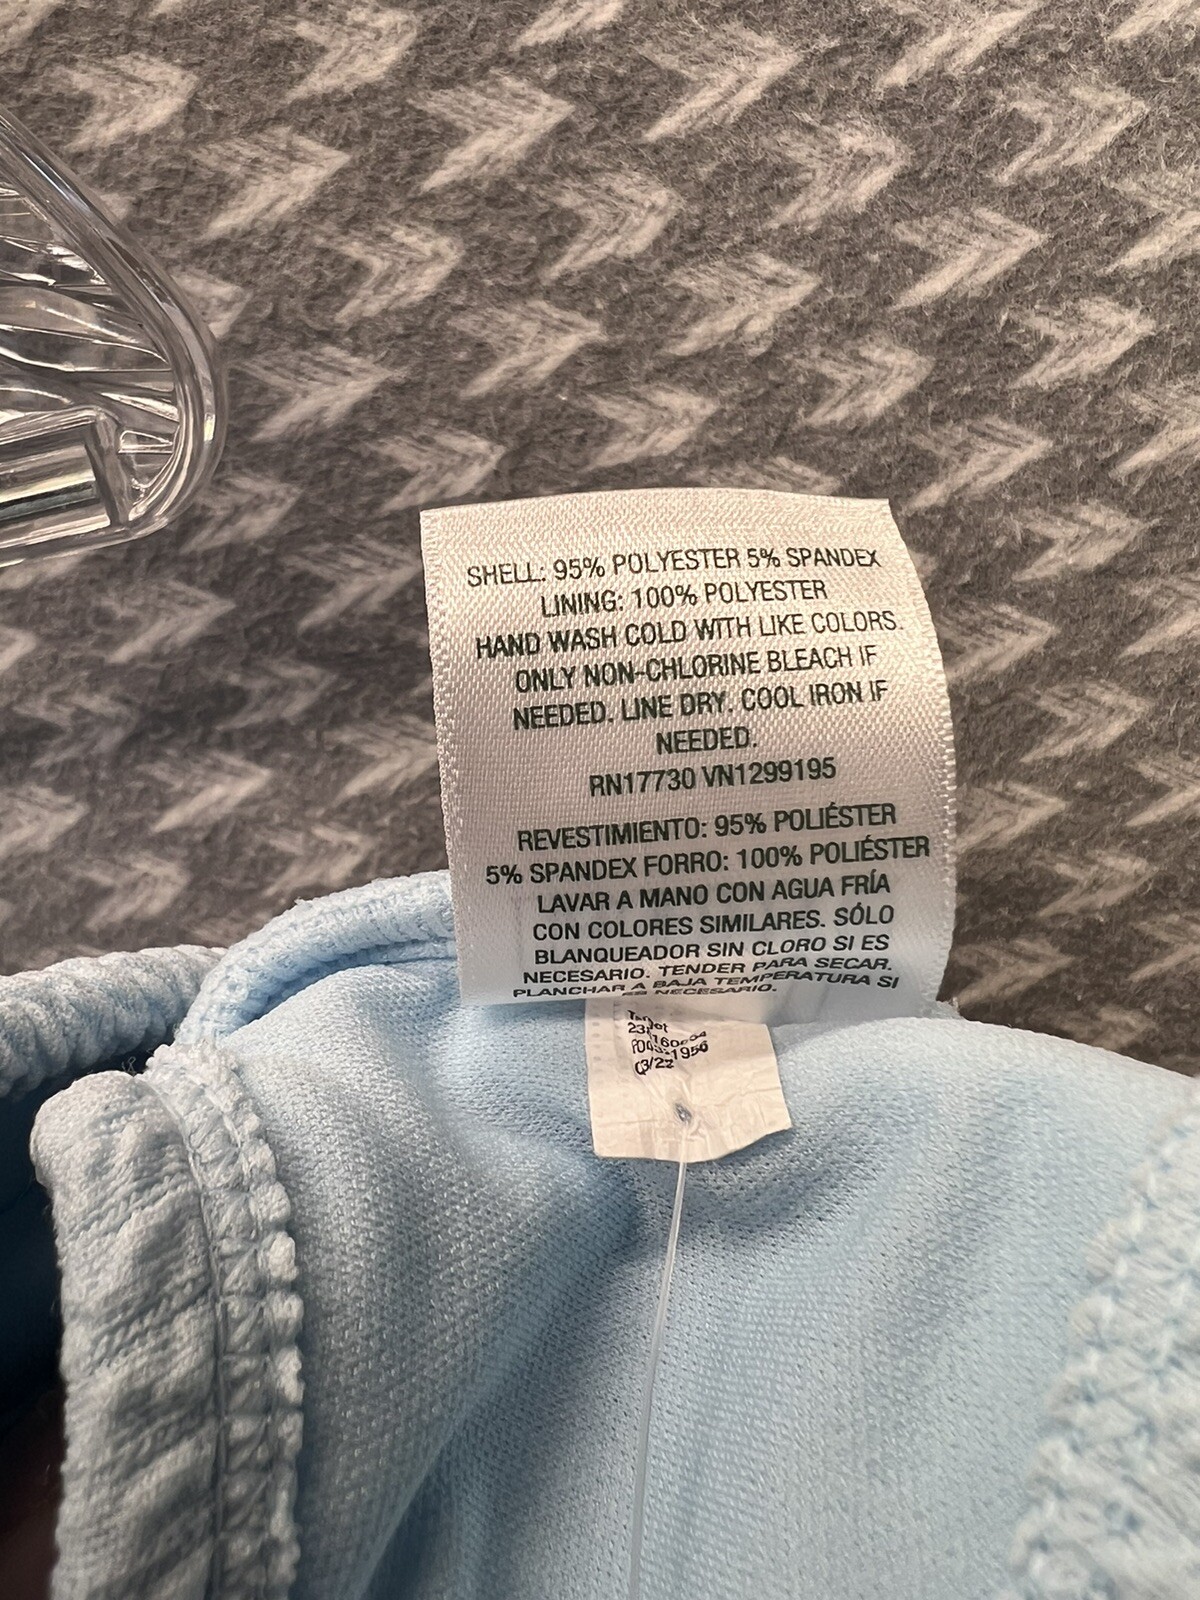 SHELL: 95% POLYESTER 5% SPANDEX
LINING: 100% POLYESTER
HAND WASH COLD WITH LIKE COLORS.
ONLY NON-CHLORINE BLEACH IF
NEEDED. LINE DRY. COOL IRON IF
NEEDED.
RN17730 VN1299195
REVESTIMIENTO: 95% POLIÉSTER
5% SPANDEX FORRO: 100% POLIÉSTER
LAVAR A MANO CON AGUA FRÍA
CON COLORES SIMILARES. SÓLO
BLANQUEADOR SIN CLORO SI ES
NECESARIO. TENDER PARA SECAR.
PLANCHAR A BAJA TEMPERATURA SI
ES NECESARIO.
03/22